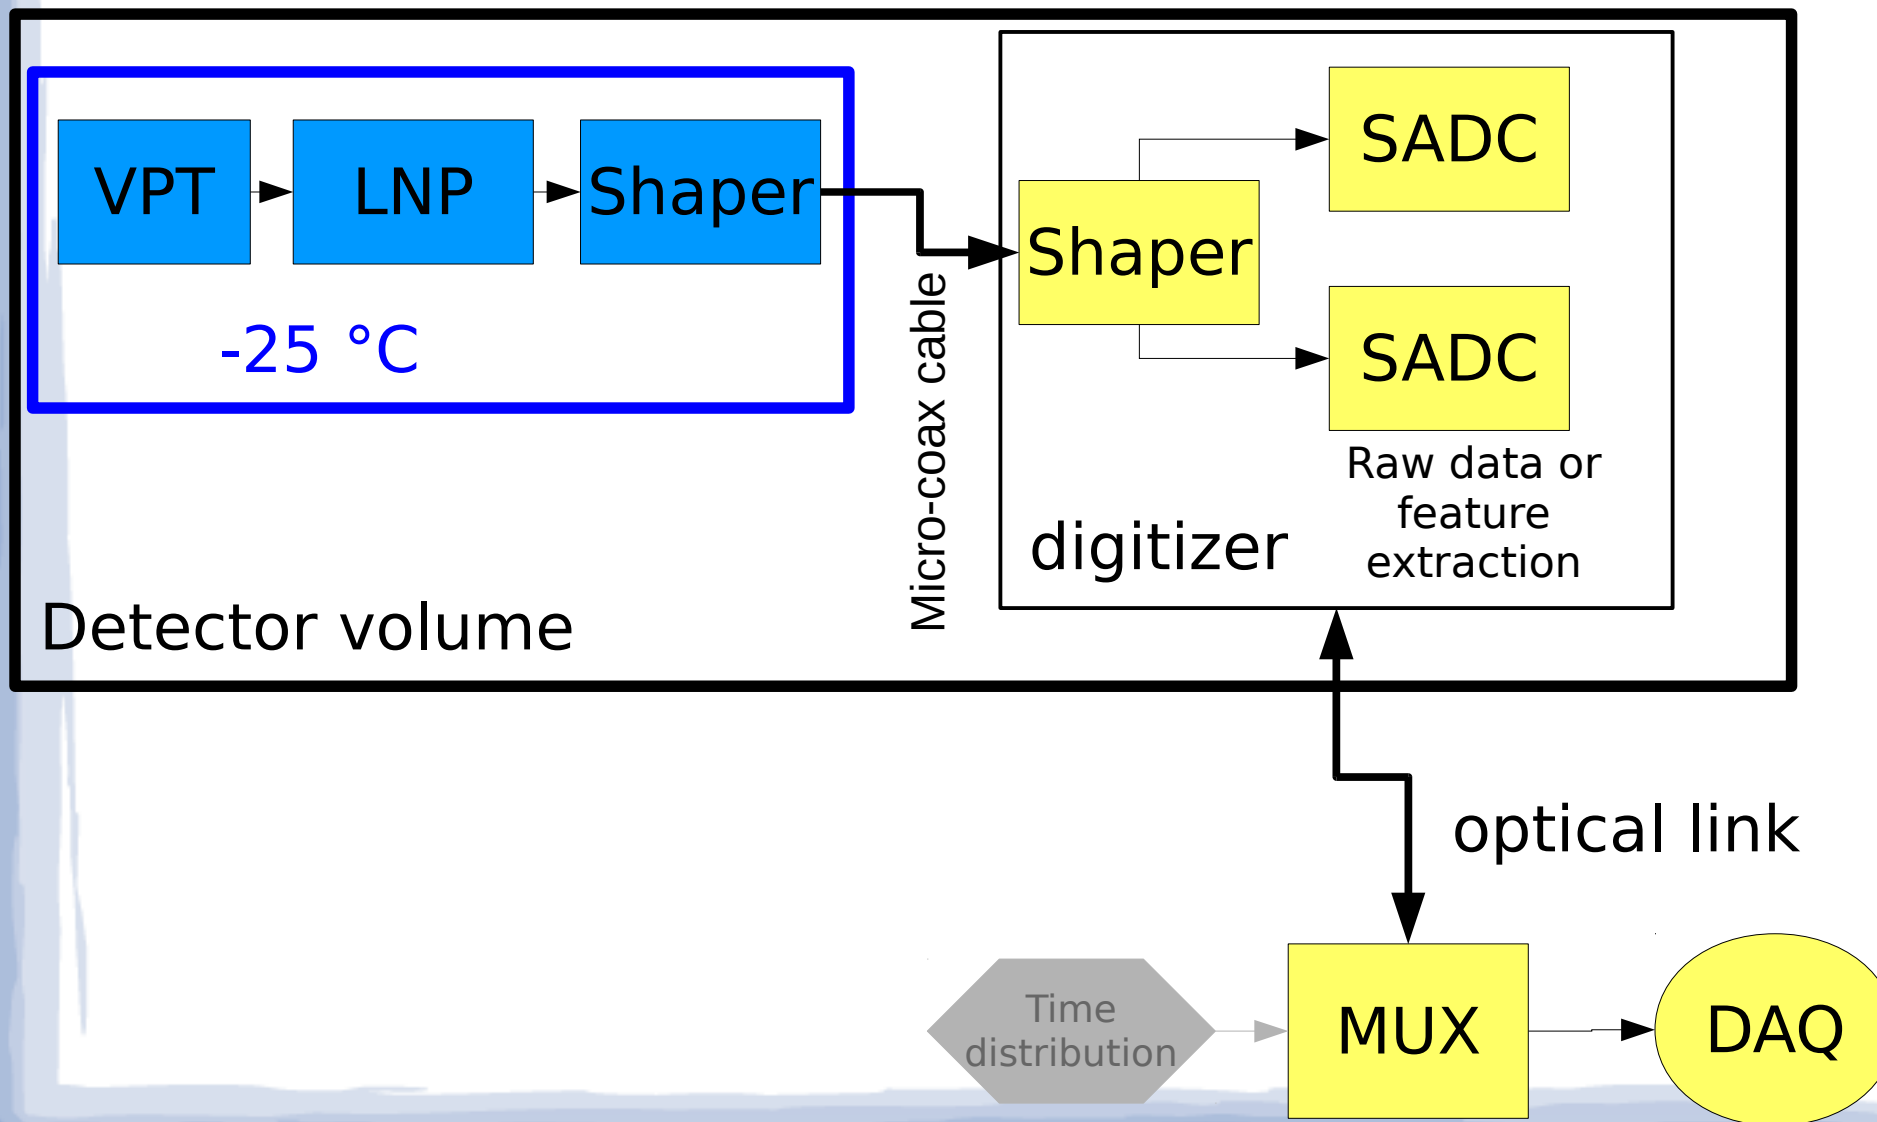 VPT
LNP
Shaper
-25 °C
Micro-coax cable
Shaper
SADC
SADC
Raw data or
feature
extraction
digitizer
Detector volume
optical link
Time
distribution
MUX
DAQ